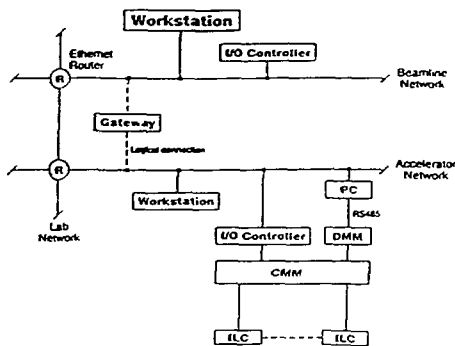 Workstation
Ethernet
Router
I/O Controller
R
Beamline
Network
Gateway
Logical connection
R
Accelerator
Network
Workstation
PC
RS485
Lab
Network
I/O Controller
DMM
CMM
ILC
ILC